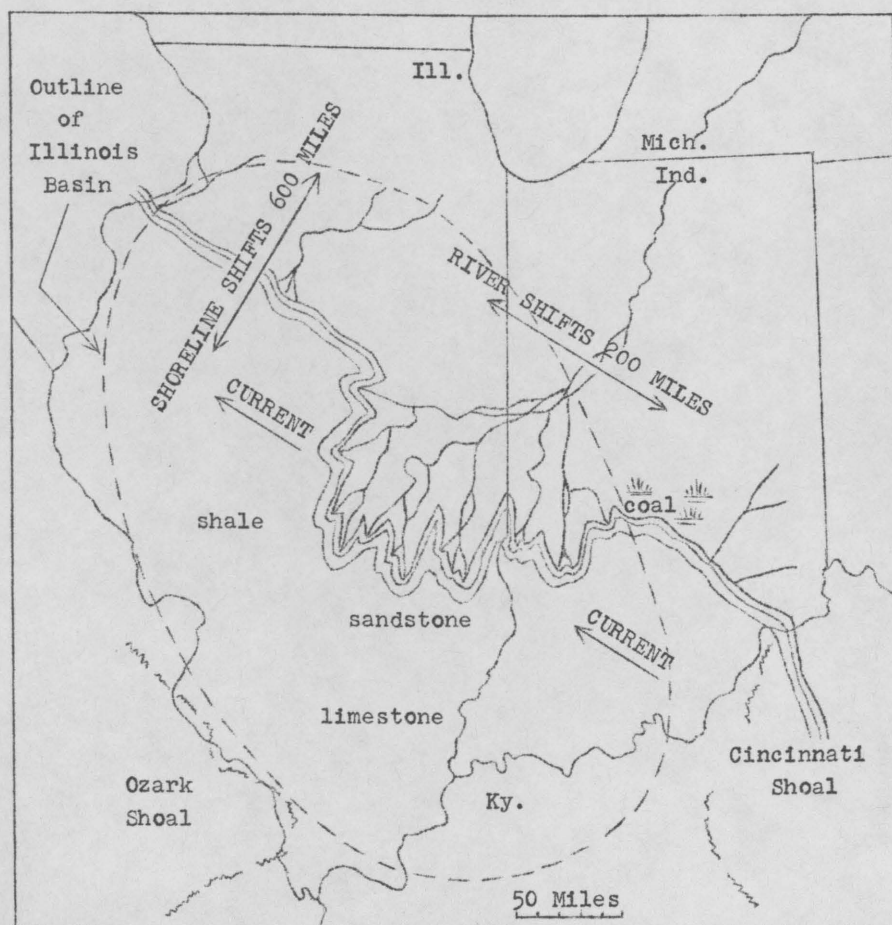 Ill.
Outline
of
Illinois
Basin
Mich.
Ind.
SHORELINE SHIFTS 600 MILES
RIVER SHIFTS 200 MILES
CURRENT
coal
shale
sandstone
CURRENT
limestone
Cincinnati
Shoal
Ozark
Shoal
Ky.
50 Miles